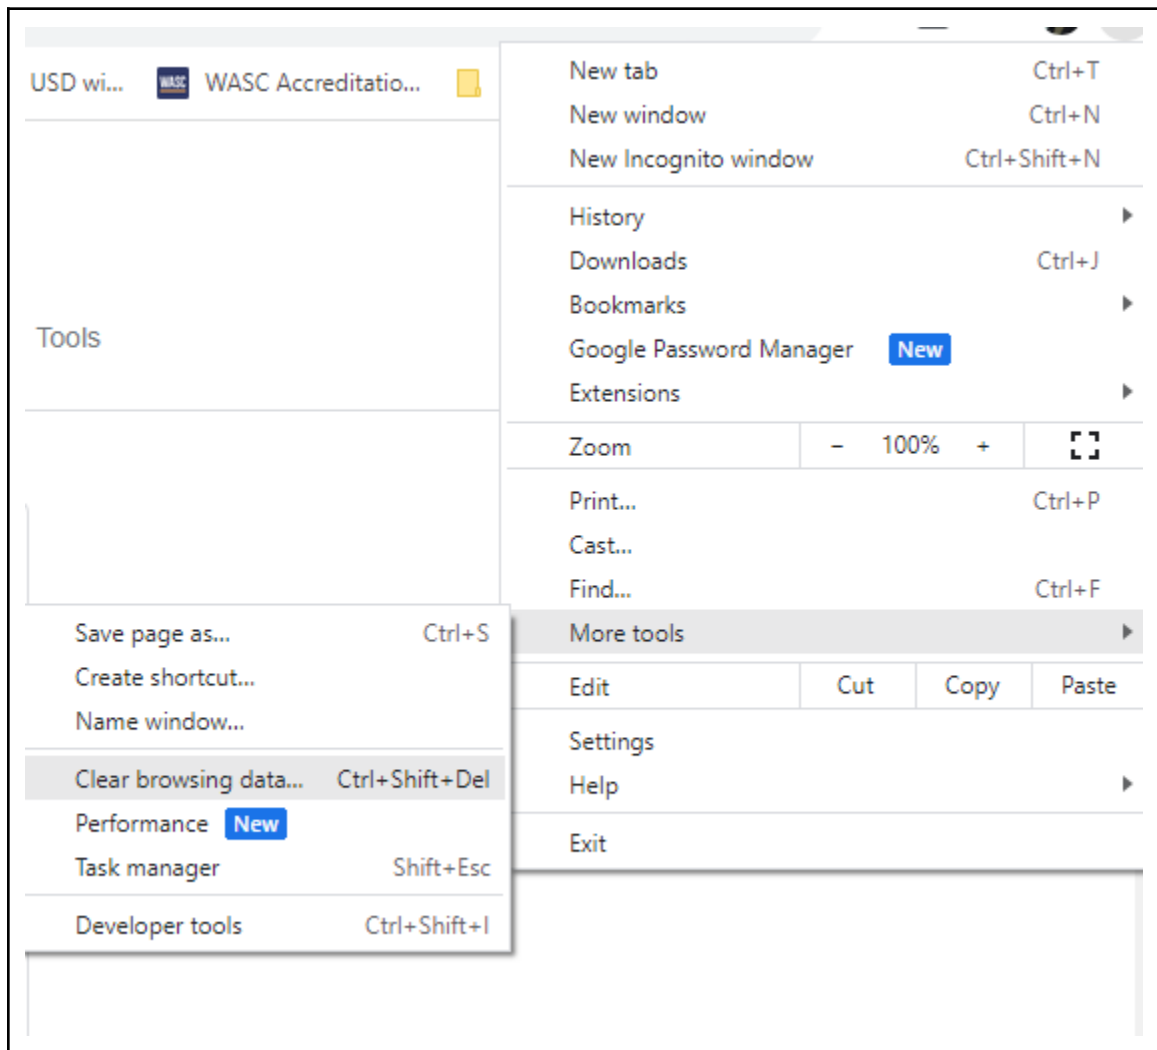 USD wi... WASC WASC Accreditatio...
Tools
New tab Ctrl+T
New window Ctrl+N
New Incognito window Ctrl+Shift+N
History
Downloads Ctrl+J
Bookmarks
Google Password Manager New
Extensions
Zoom - 100% +
Print... Ctrl+P
Cast...
Find... Ctrl+F
More tools
Edit Cut Copy Paste
Settings
Help
Exit
Save page as... Ctrl+S
Create shortcut...
Name window...
Clear browsing data... Ctrl+Shift+Del
Performance New
Task manager Shift+Esc
Developer tools Ctrl+Shift+I